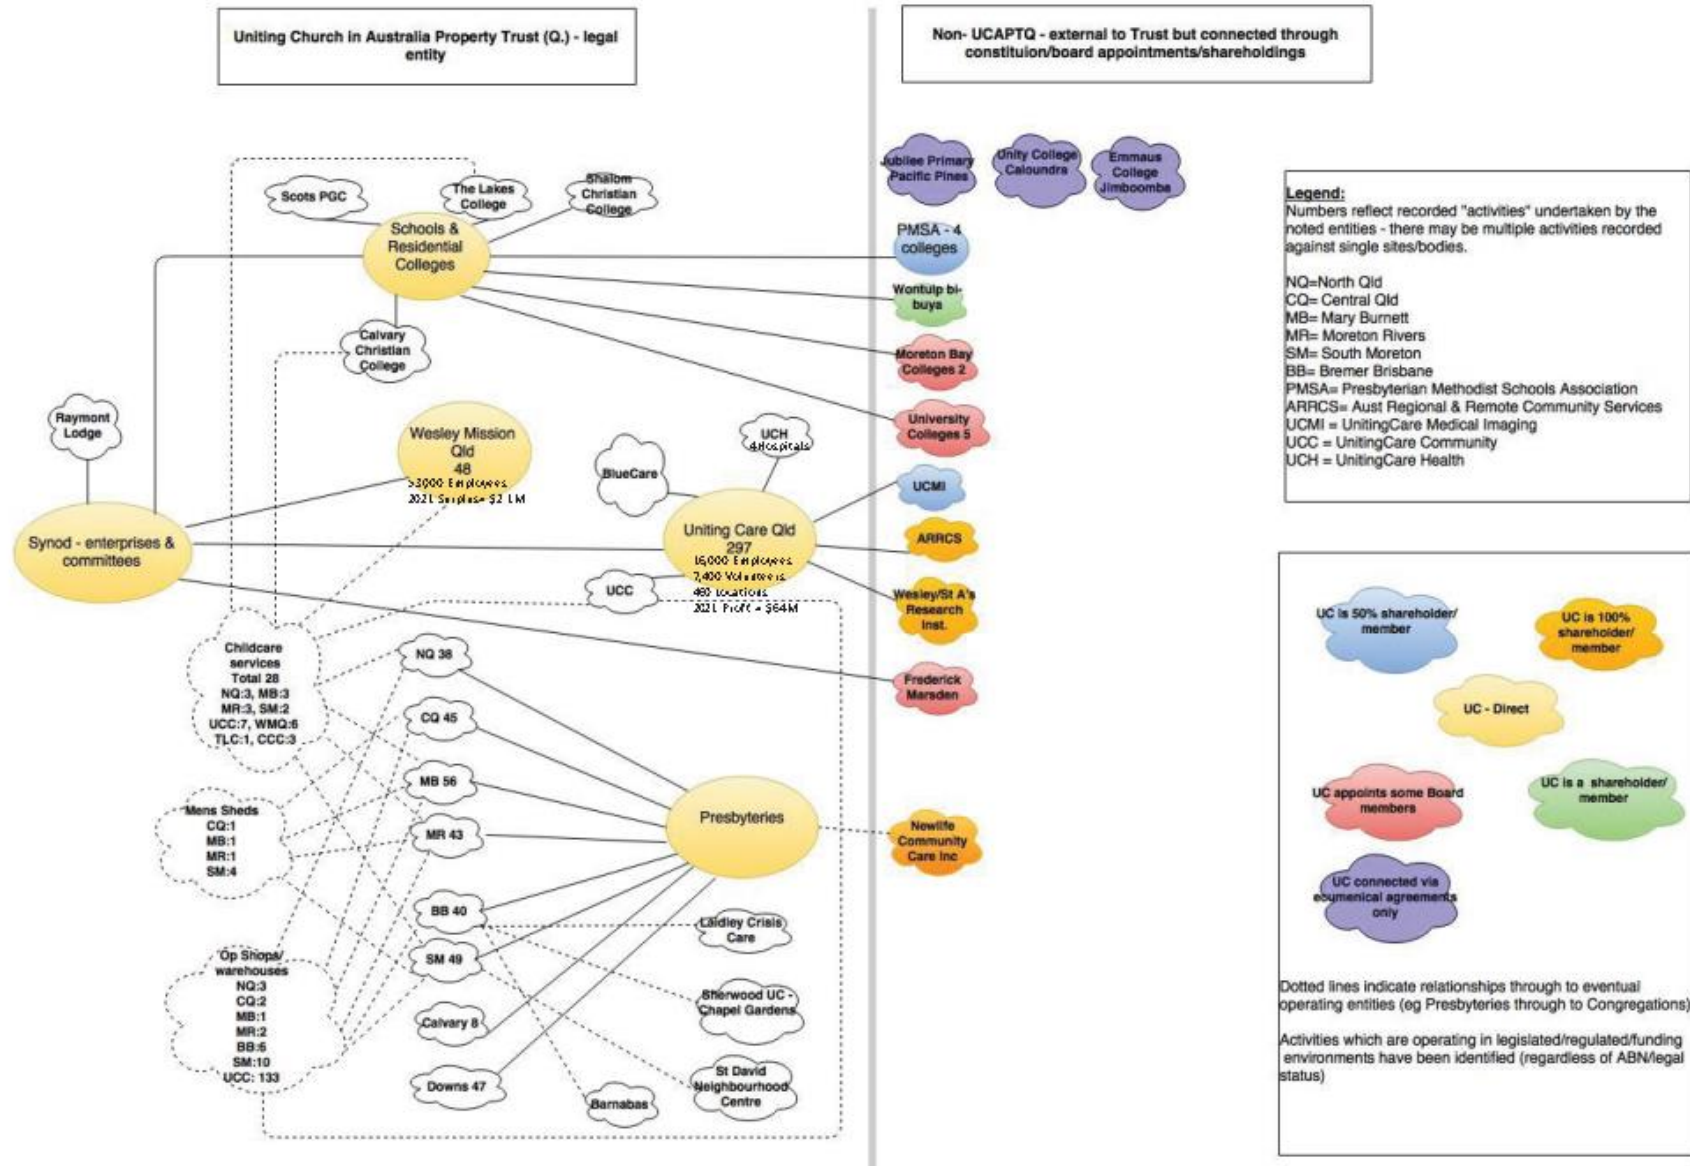 Uniting Church in Australia Property Trust (Q.) - legal
entity
Non- UCAPTQ - external to Trust but connected through
constituion/board appointments/shareholdings
Scots PGC
The Lakes
College
Shalom
Christian
College
Schools &
Residential
Colleges
Calvary
Christian
College
Raymont
Lodge
Wesley Mission
Qld
48
>3,000 Employees
2021 Surplus= $2.1M
Synod - enterprises &
committees
BlueCare
UCH
4 Hospitals
Uniting Care Qld
297
16,000 Employees
7,400 Volunteers
460 Locations
2021 Profit = $64M
UCC
Childcare
services
Total 28
NQ:3, MB:3
MR:3, SM:2
UCC:7, WMQ:6
TLC:1, CCC:3
Mens Sheds
CQ:1
MB:1
MR:1
SM:4
Op Shops/
warehouses
NQ:3
CQ:2
MB:1
MR:2
BB:6
SM:10
UCC: 133
NQ 38
CQ 45
MB 56
MR 43
BB 40
SM 49
Calvary 8
Downs 47
Presbyteries
Laidley Crisis
Care
Sherwood UC -
Chapel Gardens
St David
Neighbourhood
Centre
Barnabas
Jubilee Primary
Pacific Pines
Unity College
Caloundra
Emmaus
College
Jimboomba
PMSA - 4
colleges
Wontulp bi-
buya
Moreton Bay
Colleges 2
University
Colleges 5
UCMI
ARRCS
Wesley/St A's
Research
Inst.
Frederick
Marsden
Newlife
Community
Care Inc
Legend:
Numbers reflect recorded "activities" undertaken by the
noted entities - there may be multiple activities recorded
against single sites/bodies.
NQ=North Qld
CQ= Central Qld
MB= Mary Burnett
MR= Moreton Rivers
SM= South Moreton
BB= Bremer Brisbane
PMSA= Presbyterian Methodist Schools Association
ARRCS= Aust Regional & Remote Community Services
UCMI = UnitingCare Medical Imaging
UCC = UnitingCare Community
UCH = UnitingCare Health
UC is 50% shareholder/
member
UC is 100%
shareholder/
member
UC - Direct
UC appoints some Board
members
UC is a shareholder/
member
UC connected via
ecumenical agreements
only
Dotted lines indicate relationships through to eventual
operating entities (eg Presbyteries through to Congregations)
Activities which are operating in legislated/regulated/funding
environments have been identified (regardless of ABN/legal
status)